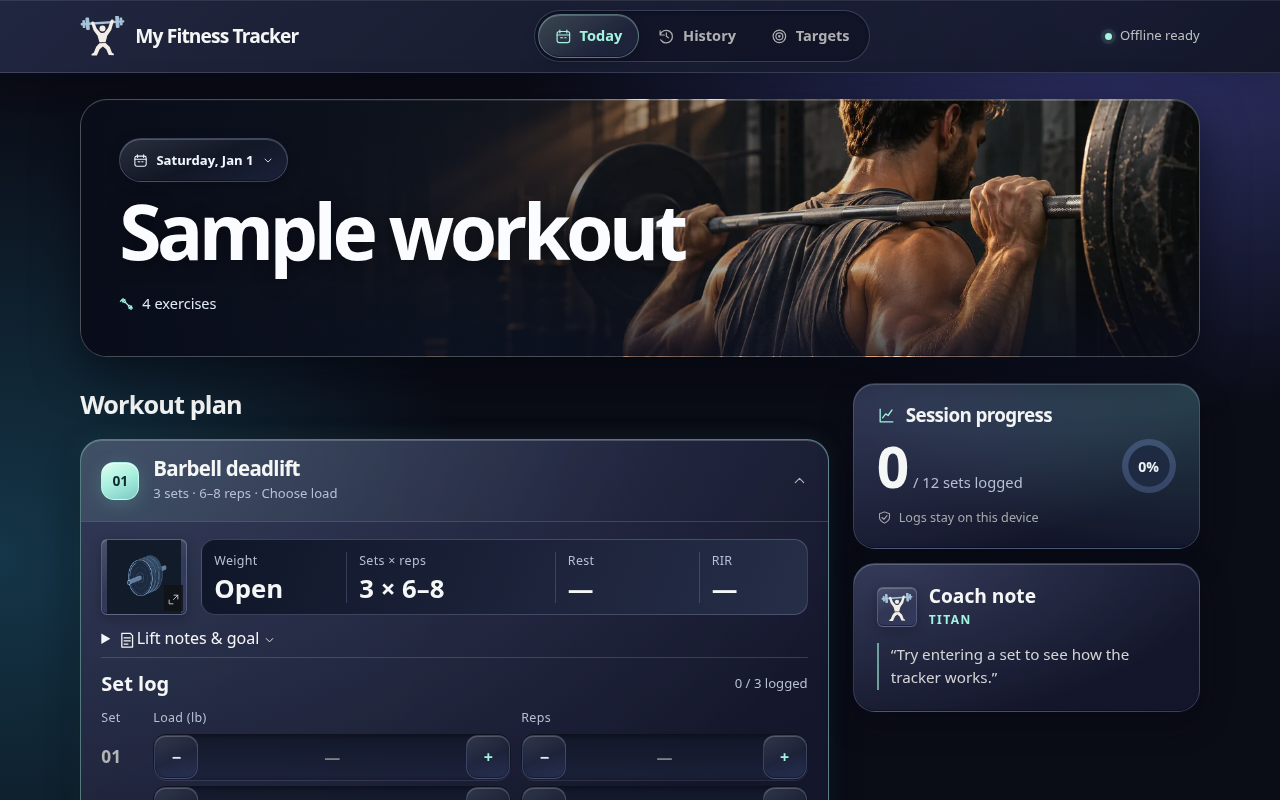 My Fitness Tracker
Today
History
Targets
Offline ready
Saturday, Jan 1
Sample workout
4 exercises
Workout plan
01
Barbell deadlift
3 sets · 6–8 reps · Choose load
Weight
Open
Sets × reps
3 × 6–8
Rest
—
RIR
—
Lift notes & goal
Set log
0 / 3 logged
Set
Load (lb)
Reps
01
−
—
+
−
—
+
Session progress
0 / 12 sets logged
0%
Logs stay on this device
Coach note
TITAN
“Try entering a set to see how the
tracker works.”